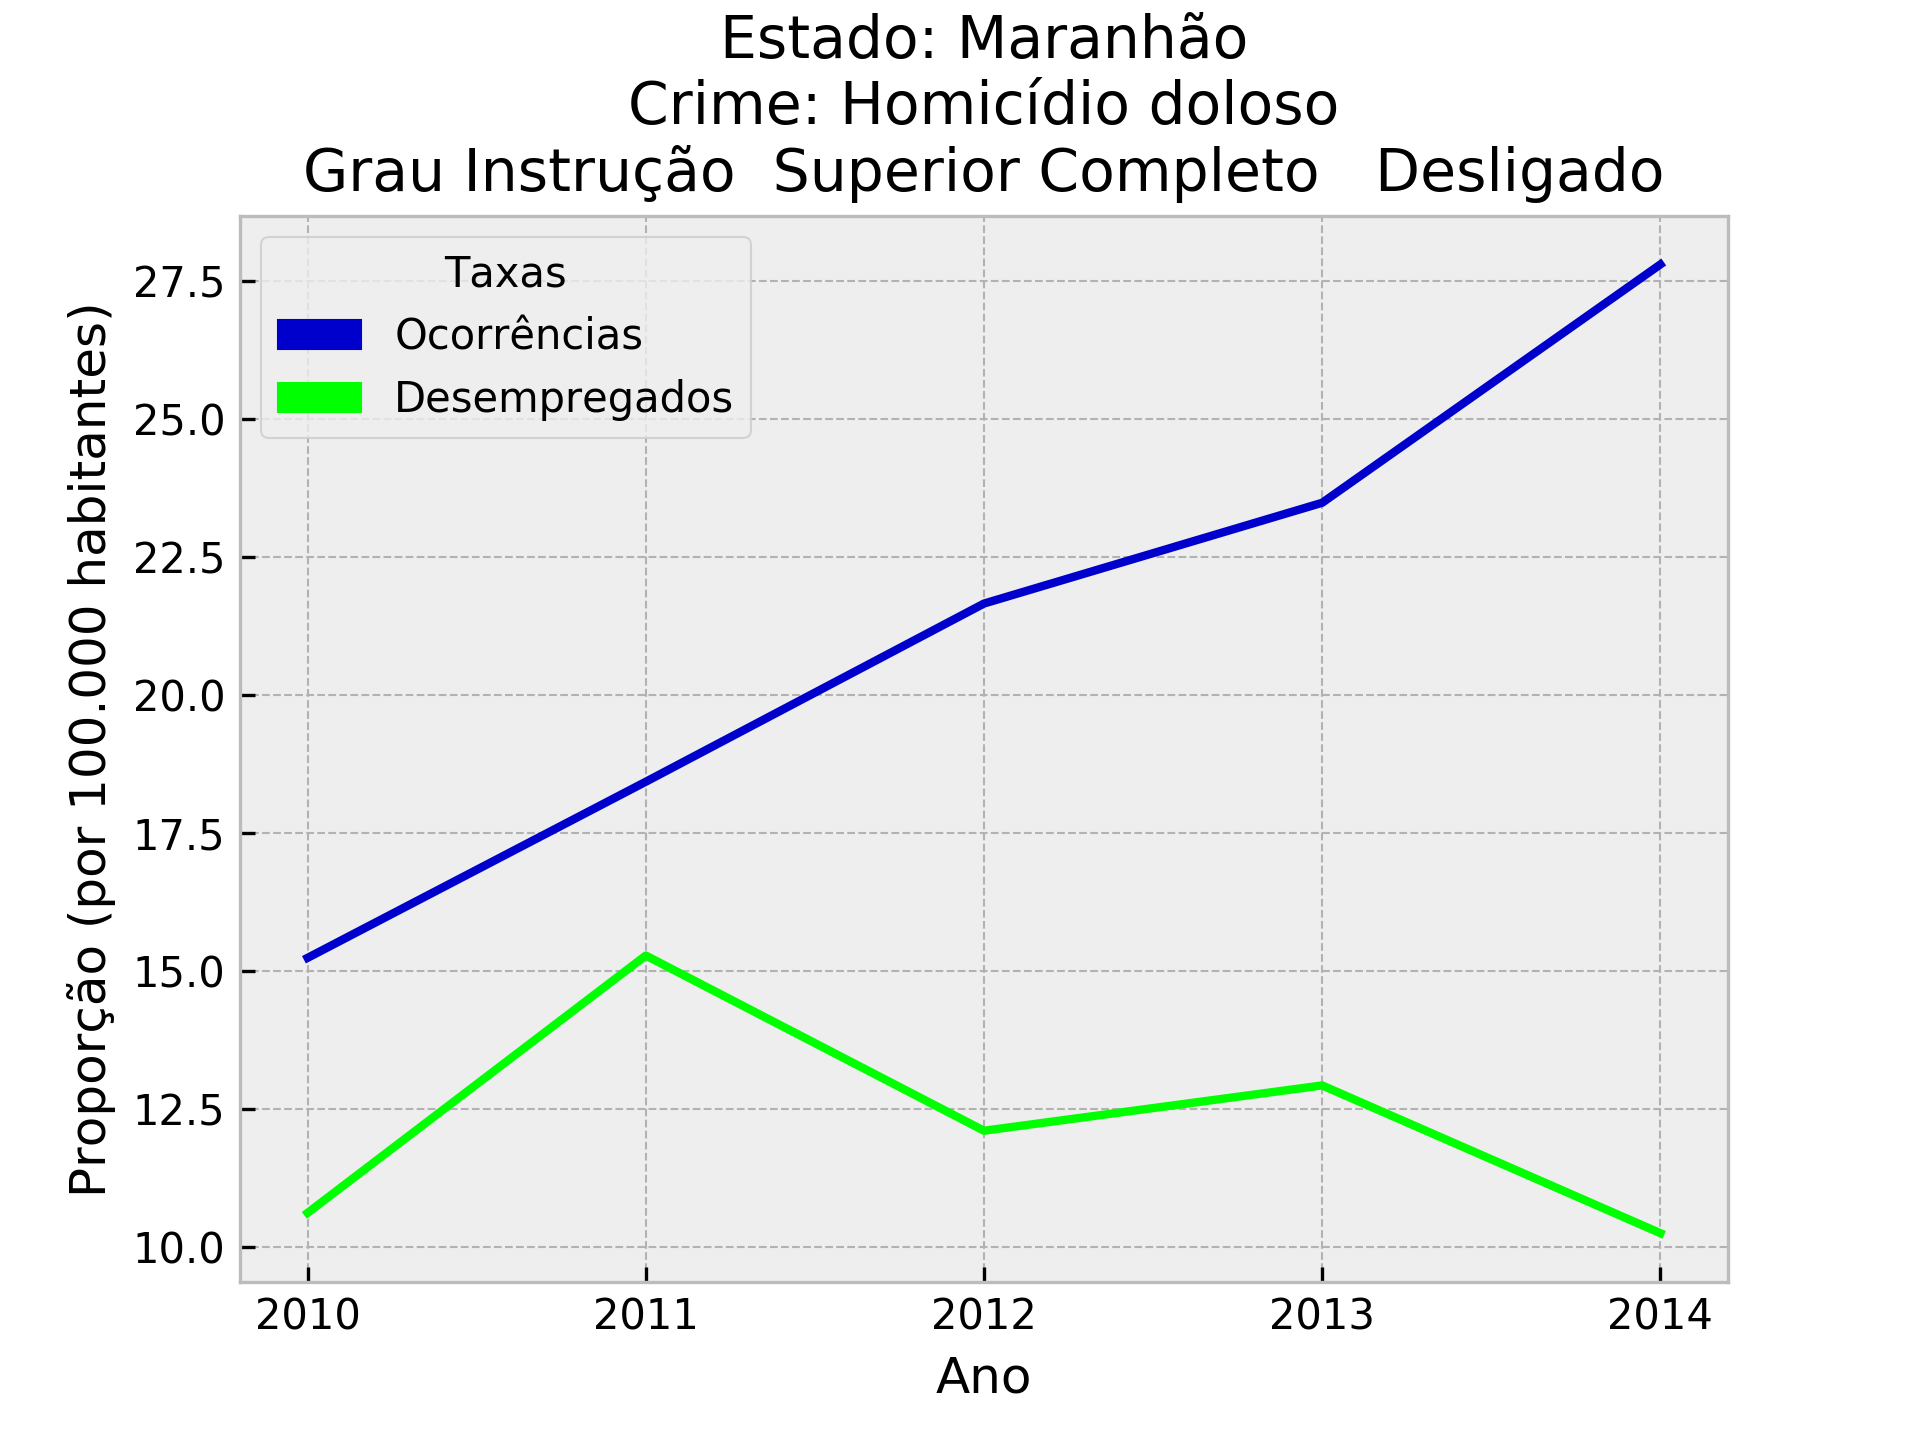 Estado: Maranhão
Crime: Homicídio doloso
Grau Instrução  Superior Completo   Desligado
Taxas
Ocorrências
Desempregados
Proporção (por 100.000 habitantes)
27.5
25.0
22.5
20.0
17.5
15.0
12.5
10.0
2010 2011 2012 2013 2014
Ano